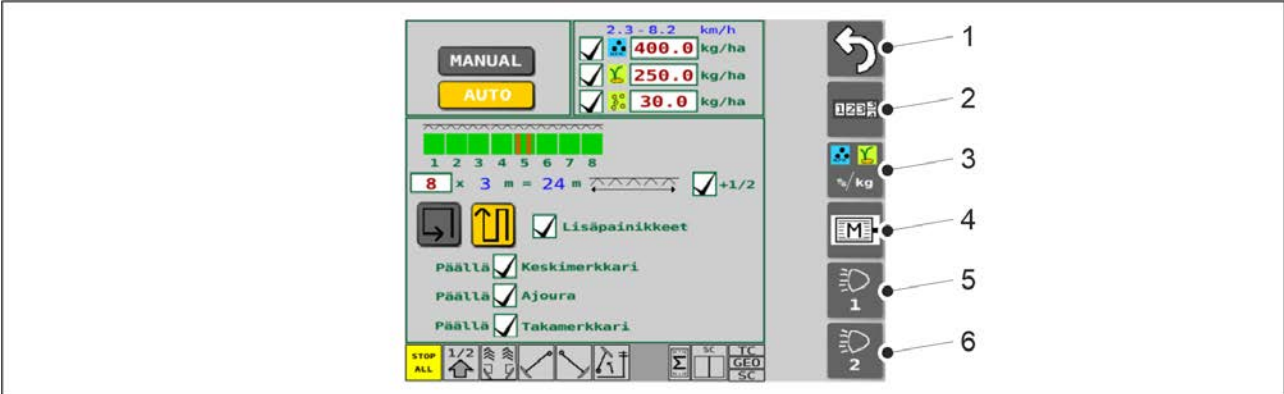 2.3 - 8.2 km/h
MANUAL
AUTO
400.0 kg/ha
250.0 kg/ha
30.0 kg/ha
1 2 3 4 5 6 7 8
8 x 3 m = 24 m +1/2
Lisäpainikkeet
Päällä Keskimerkkari
Päällä Ajoura
Päällä Takamerkkari
STOP ALL
1/2
Σ
SC
TC
GEO
SC
1
2
3
%/kg
M
4
1
5
2
6